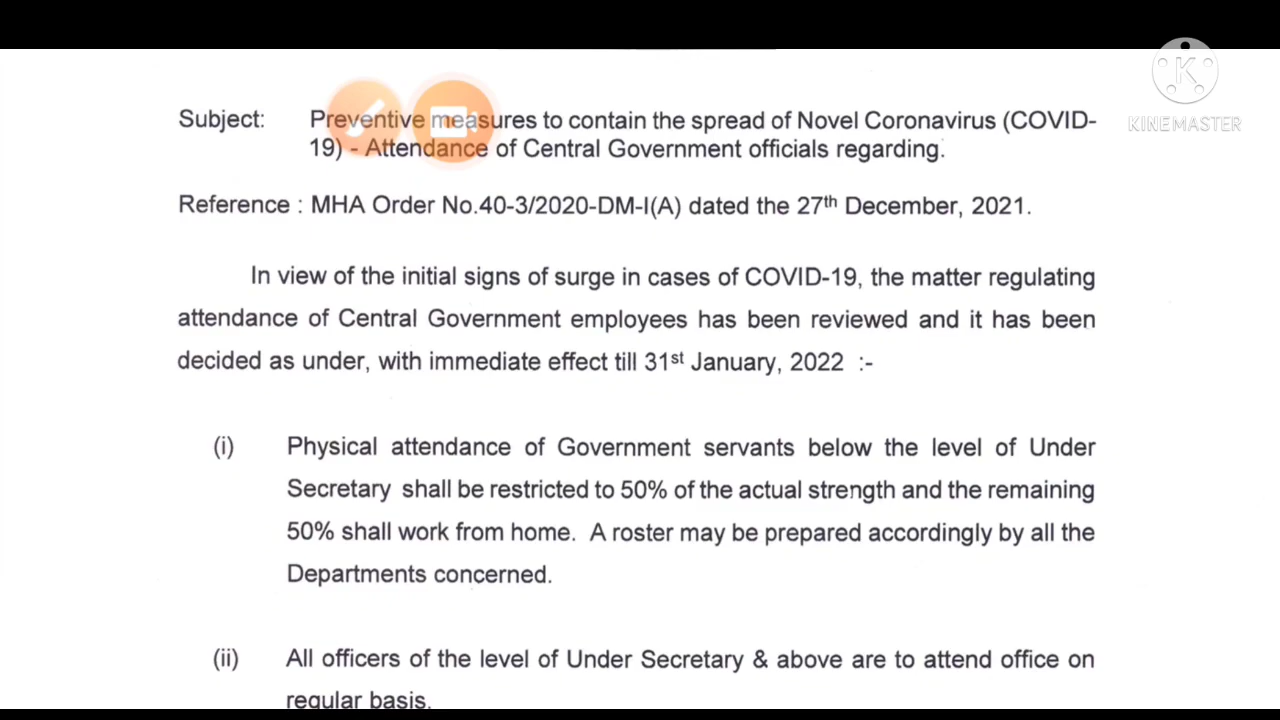 KINEMASTER
Subject: Preventive measures to contain the spread of Novel Coronavirus (COVID-
19) - Attendance of Central Government officials regarding.
Reference : MHA Order No.40-3/2020-DM-I(A) dated the 27th December, 2021.
In view of the initial signs of surge in cases of COVID-19, the matter regulating
attendance of Central Government employees has been reviewed and it has been
decided as under, with immediate effect till 31st January, 2022 :-
(i) Physical attendance of Government servants below the level of Under
Secretary shall be restricted to 50% of the actual strength and the remaining
50% shall work from home. A roster may be prepared accordingly by all the
Departments concerned.
(ii) All officers of the level of Under Secretary & above are to attend office on
regular basis.